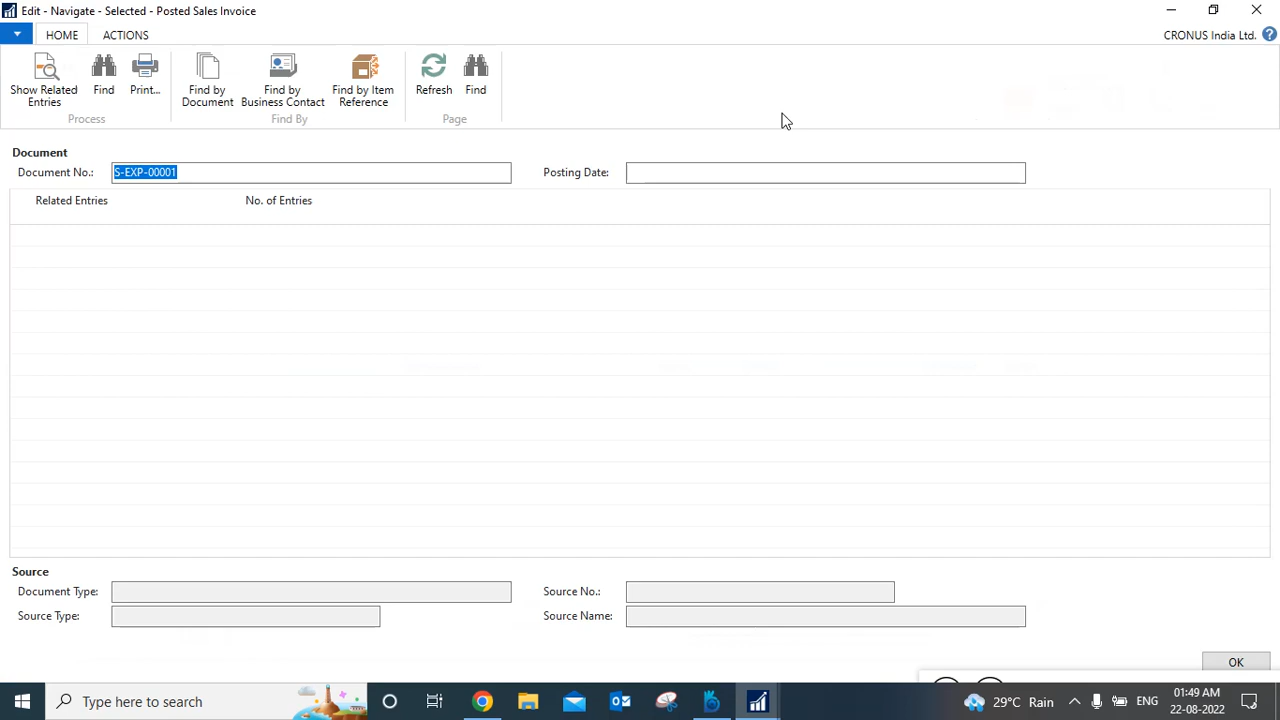 Edit - Navigate - Selected - Posted Sales Invoice
HOME ACTIONS CRONUS India Ltd.
Show Related Entries Find Print... Find by Document Find by Business Contact Find by Item Reference Refresh Find
Process Find By Page
Document
Document No.: S-EXP-00001 Posting Date:
Related Entries No. of Entries
Source
Document Type: Source No.:
Source Type: Source Name:
OK
Type here to search 29°C Rain ENG 01:49 AM
22-08-2022